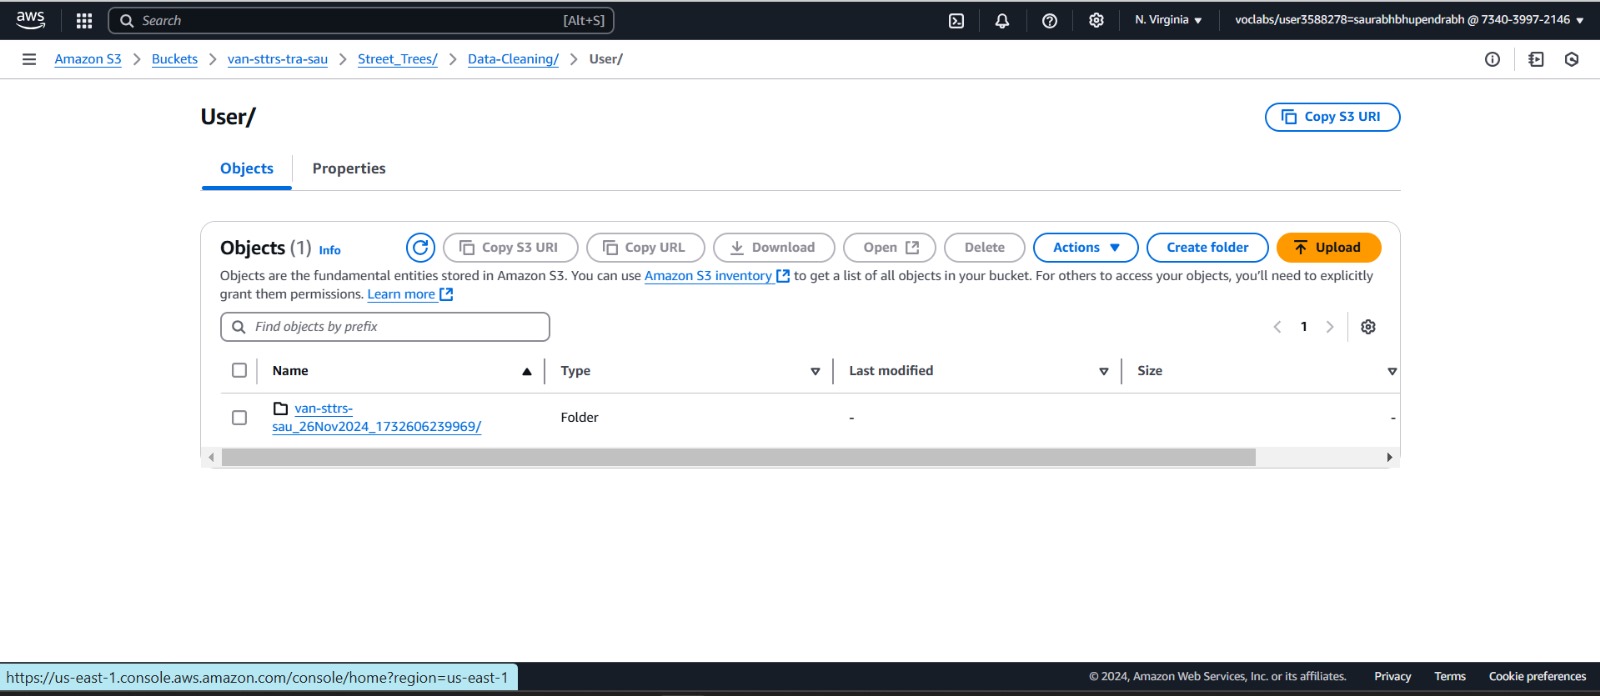 aws
Search [Alt+S]
N. Virginia
voclabs/user3588278=saurabhbhupendrabh @ 7340-3997-2146
Amazon S3 > Buckets > van-sttrs-tra-sau > Street_Trees/ > Data-Cleaning/ > User/
User/
Copy S3 URI
Objects
Properties
Objects (1) Info
Copy S3 URI
Copy URL
Download
Open
Delete
Actions
Create folder
Upload
Objects are the fundamental entities stored in Amazon S3. You can use Amazon S3 inventory to get a list of all objects in your bucket. For others to access your objects, you'll need to explicitly
grant them permissions. Learn more
Find objects by prefix
1
Name Type Last modified Size
van-sttrs-
sau_26Nov2024_1732606239969/
Folder - -
https://us-east-1.console.aws.amazon.com/console/home?region=us-east-1
© 2024, Amazon Web Services, Inc. or its affiliates. Privacy Terms Cookie preferences